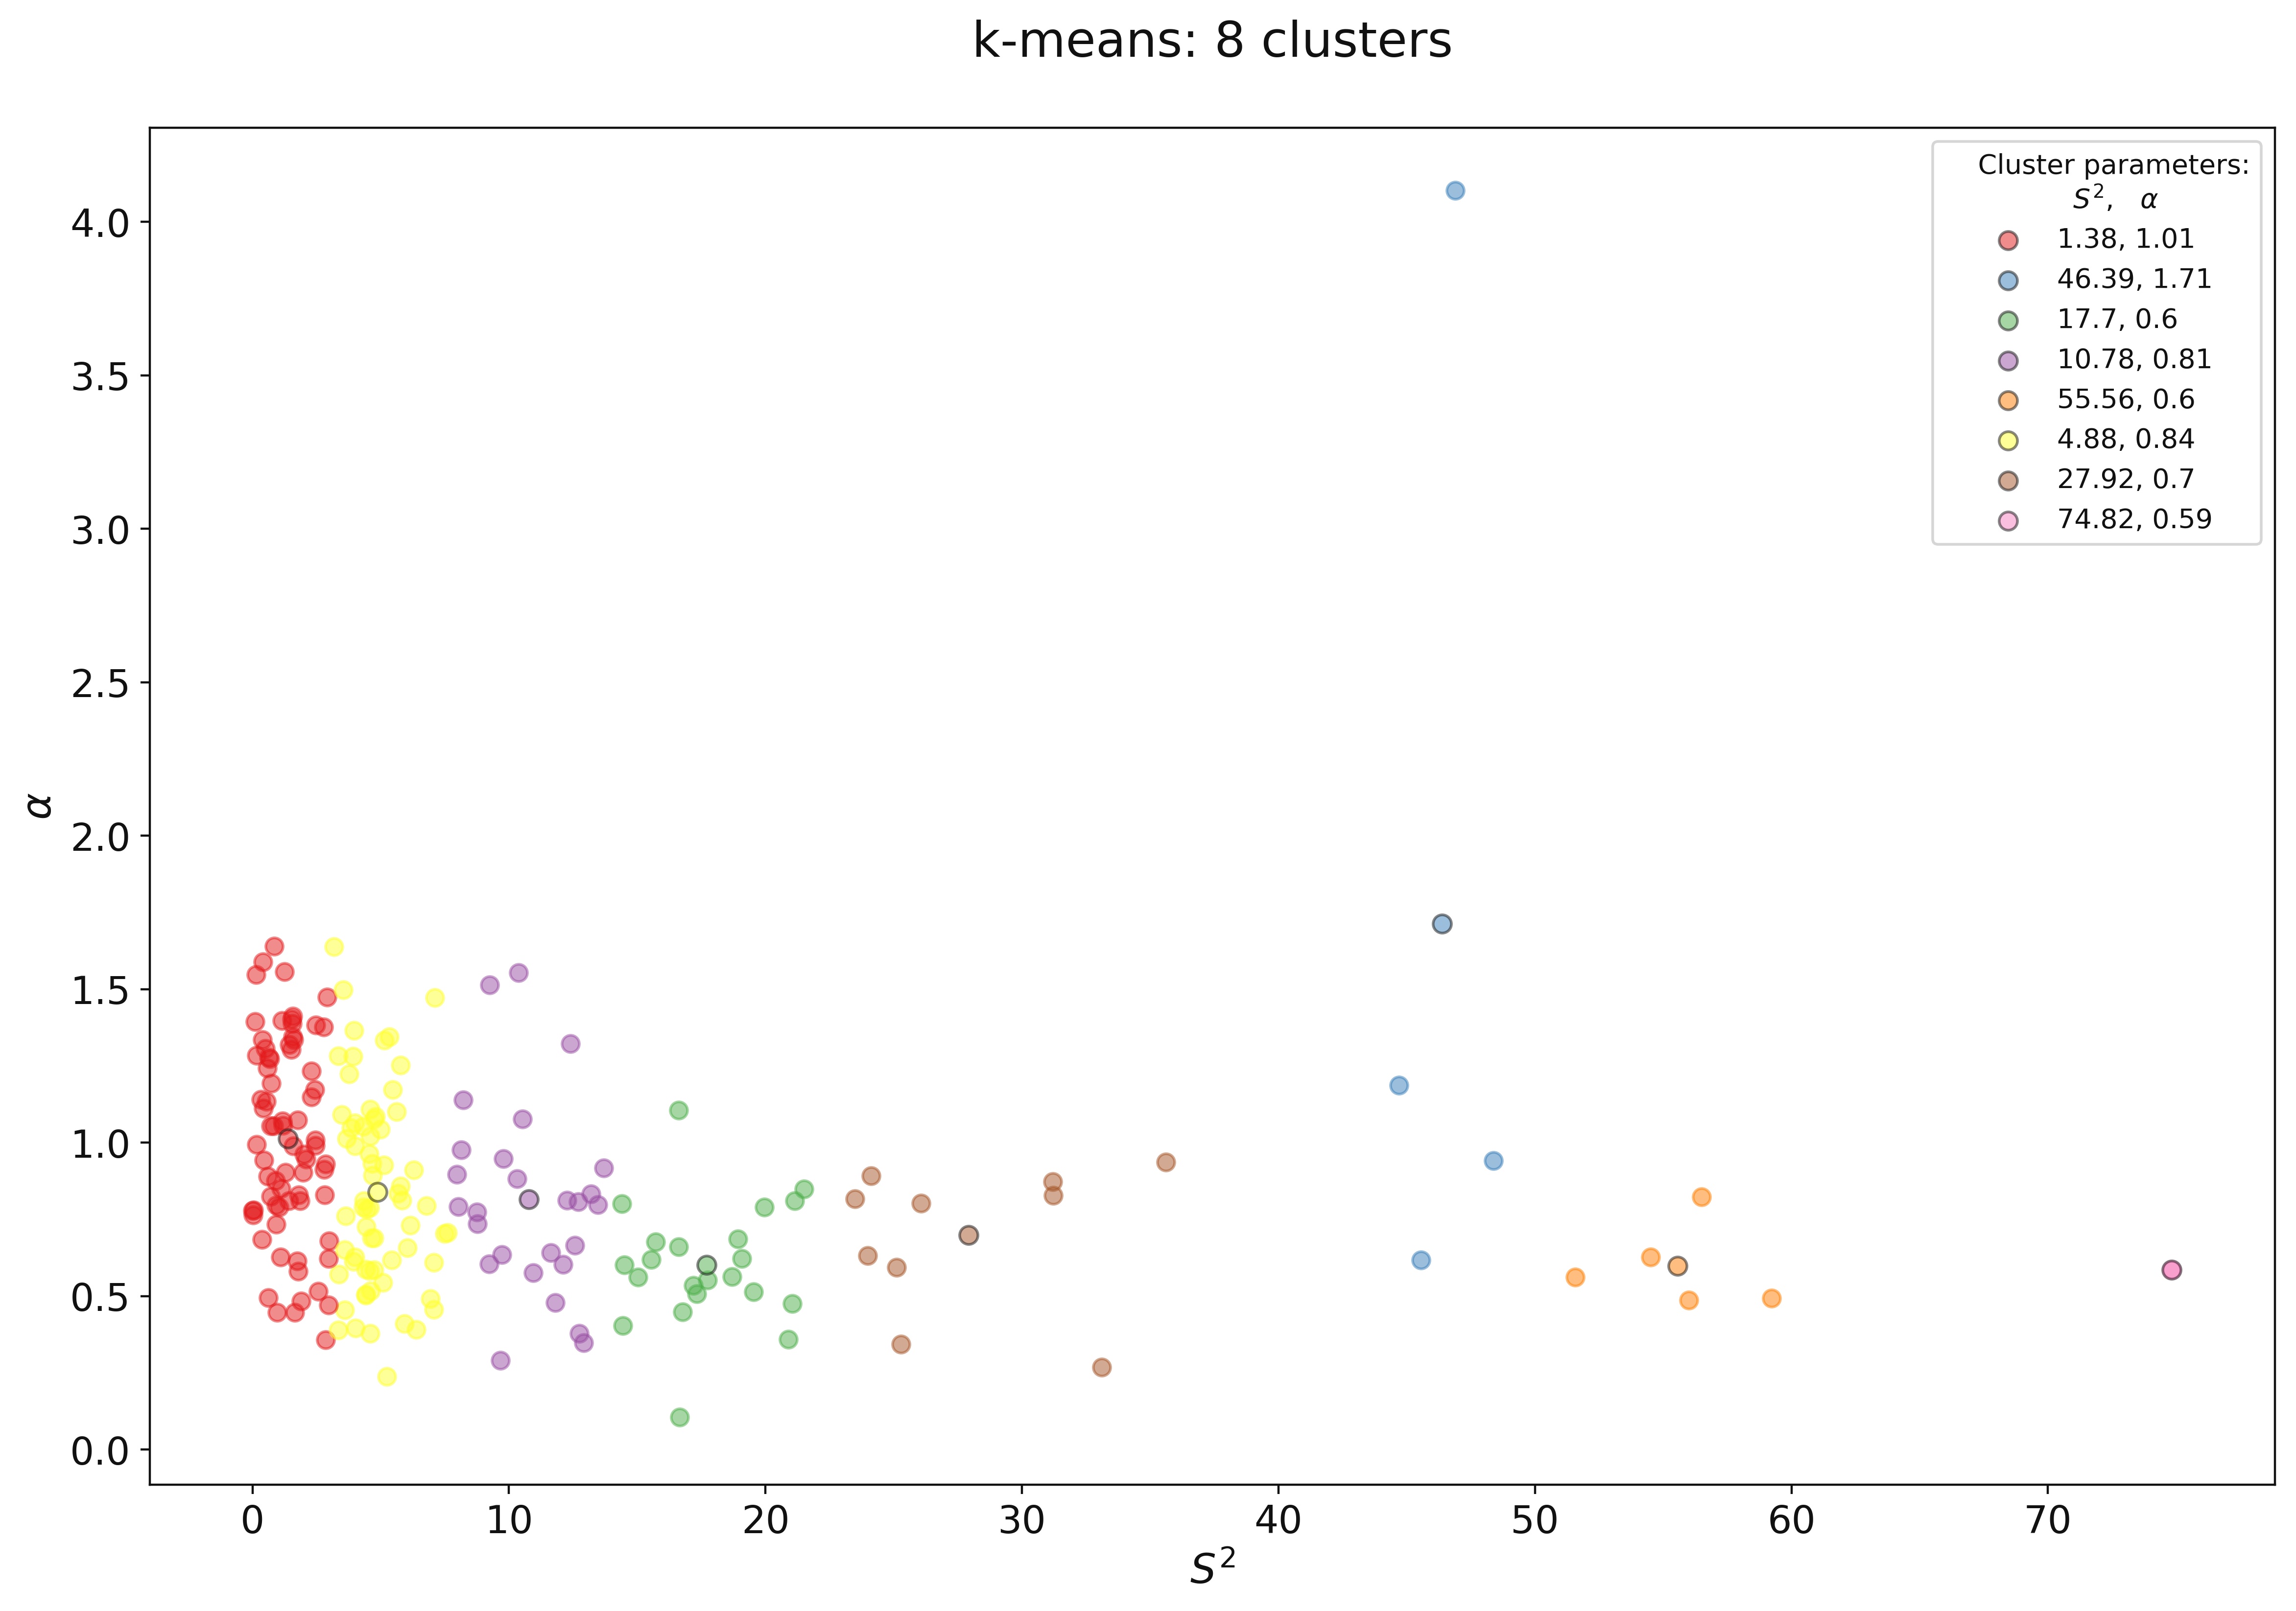 k-means: 8 clusters
Cluster parameters:
S², α
1.38, 1.01
46.39, 1.71
17.7, 0.6
10.78, 0.81
55.56, 0.6
4.88, 0.84
27.92, 0.7
74.82, 0.59
4.0
3.5
3.0
2.5
2.0
1.5
1.0
0.5
0.0
α
0 10 20 30 40 50 60 70
S²